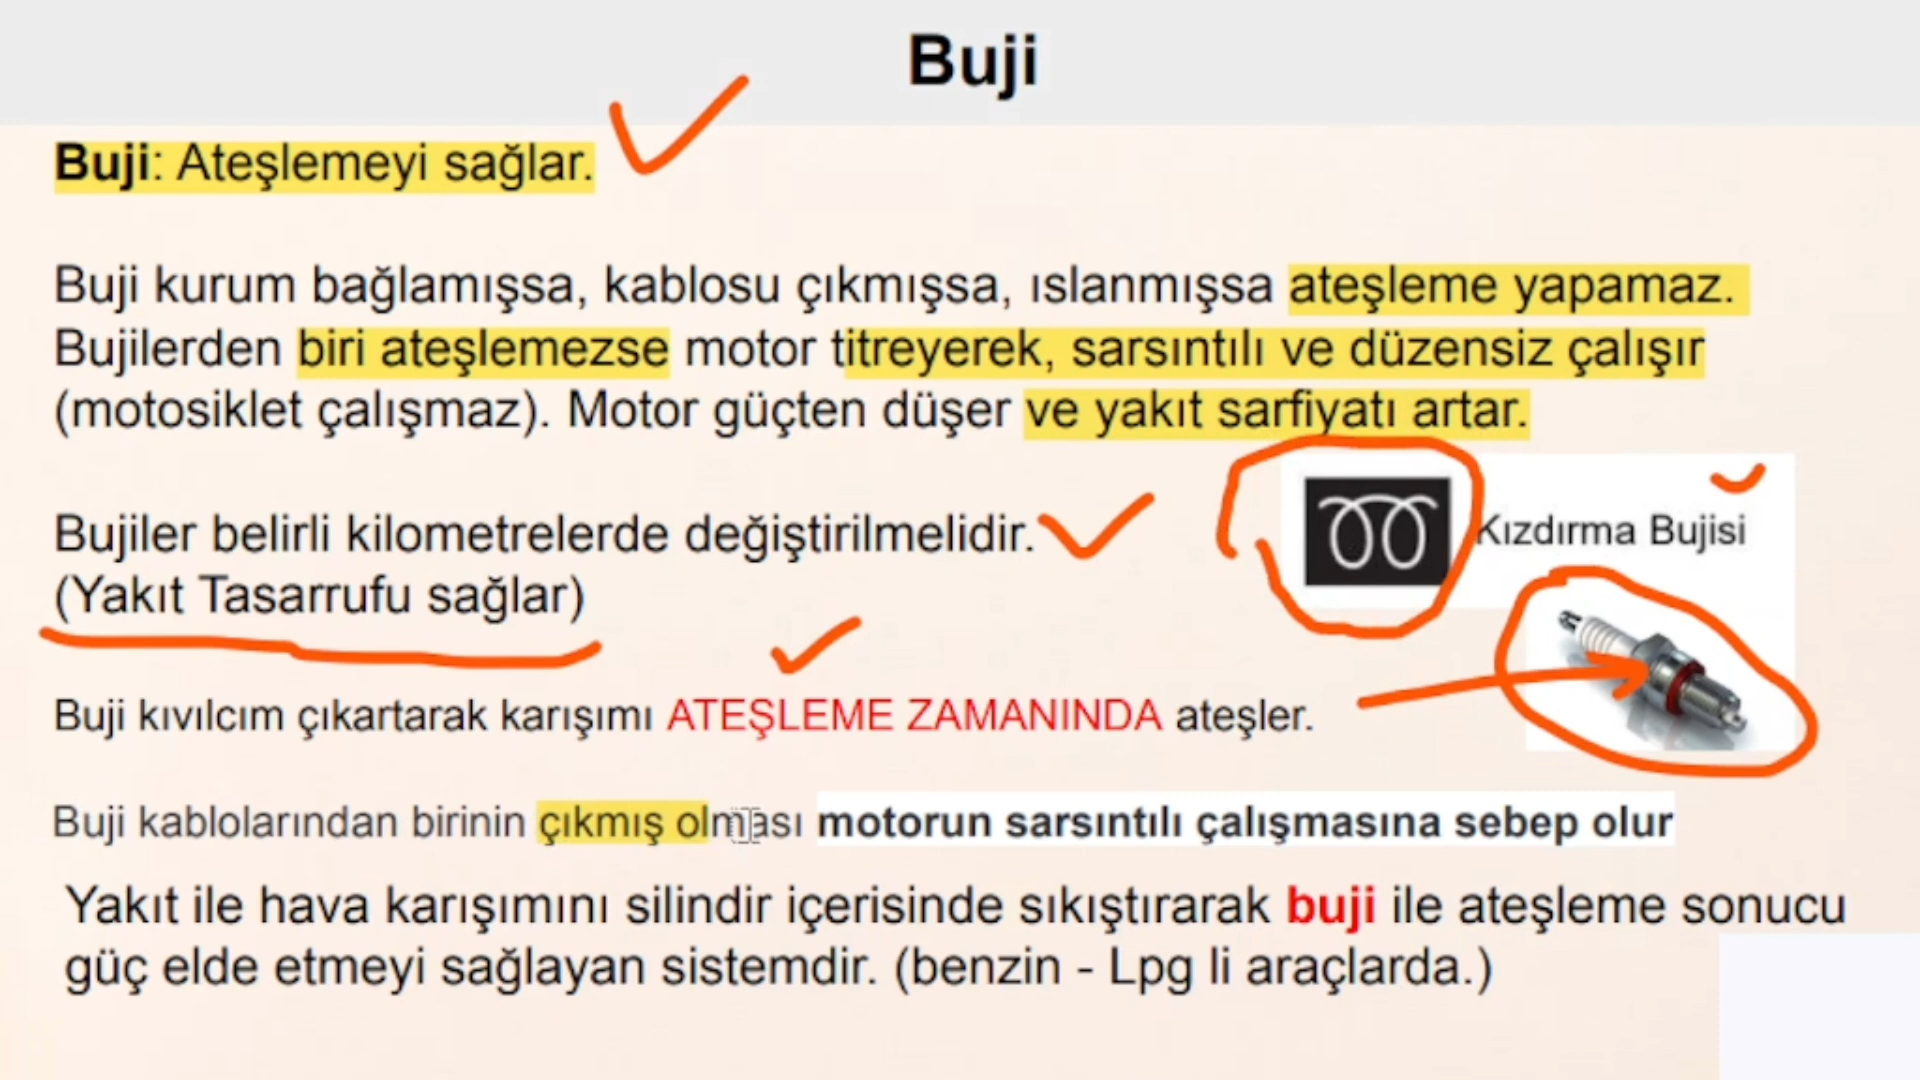 Buji
Buji: Ateşlemeyi sağlar.
Buji kurum bağlamışsa, kablosu çıkmışsa, ıslanmışsa ateşleme yapamaz.
Bujilerden biri ateşlemezse motor titreyerek, sarsıntılı ve düzensiz çalışır
(motosiklet çalışmaz). Motor güçten düşer ve yakıt sarfiyatı artar.
Bujiler belirli kilometrelerde değiştirilmelidir.
(Yakıt Tasarrufu sağlar)
Kızdırma Bujisi
Buji kıvılcım çıkartarak karışımı ATEŞLEME ZAMANINDA ateşler.
Buji kablolarından birinin çıkmış olması motorun sarsıntılı çalışmasına sebep olur
Yakıt ile hava karışımını silindir içerisinde sıkıştırarak buji ile ateşleme sonucu
güç elde etmeyi sağlayan sistemdir. (benzin - Lpg li araçlarda.)